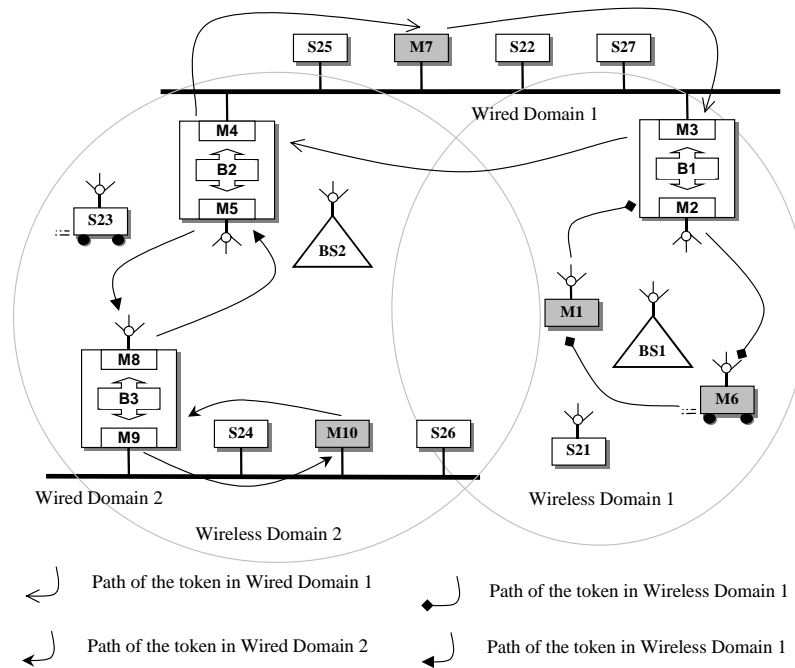 S25
M7
S22
S27
Wired Domain 1
M4
B2
M5
M3
B1
M2
S23
BS2
M1
BS1
M6
M8
B3
M9
S24
M10
S26
S21
Wired Domain 2
Wireless Domain 2
Wireless Domain 1
Path of the token in Wired Domain 1
Path of the token in Wireless Domain 1
Path of the token in Wired Domain 2
Path of the token in Wireless Domain 1